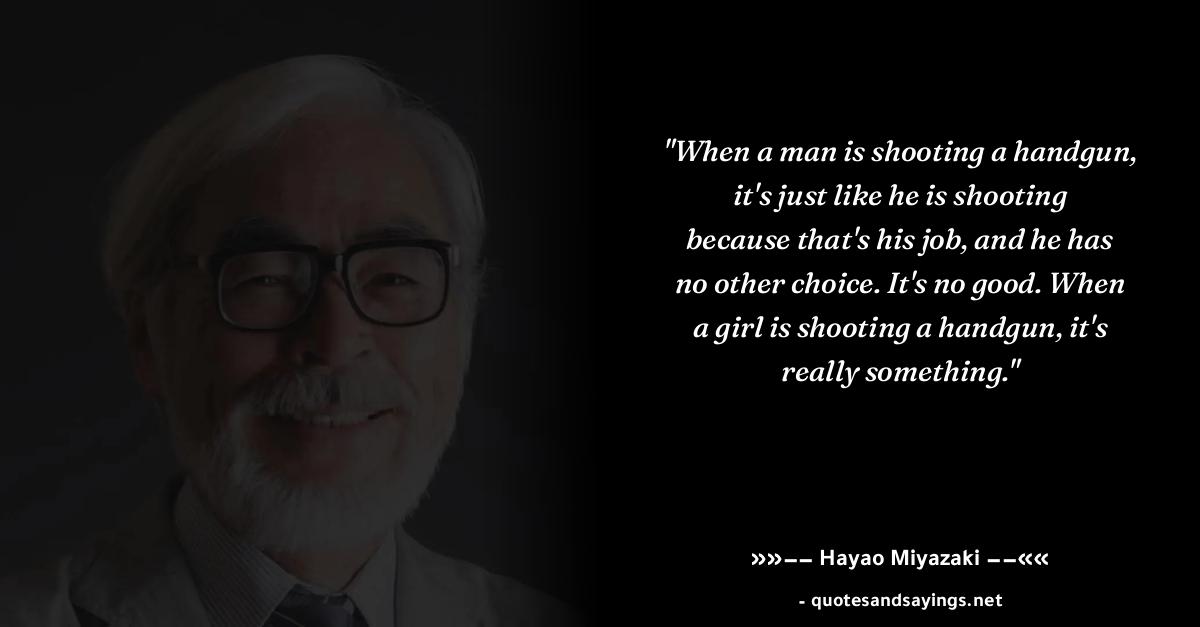 "When a man is shooting a handgun,
it's just like he is shooting
because that's his job, and he has
no other choice. It's no good. When
a girl is shooting a handgun, it's
really something."
»»−− Hayao Miyazaki −−««
- quotesandsayings.net